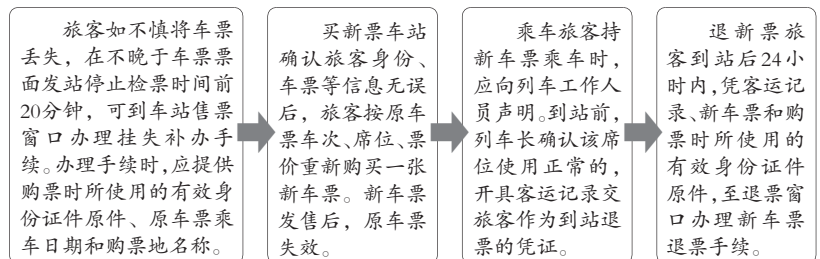 旅客如不慎将车票
丢失，在不晚于车票票
面发站停止检票时间前
20分钟，可到车站售票
窗口办理挂失补办手
续。办理手续时，应提供
购票时所使用的有效身
份证件原件、原车票乘
车日期和购票地名称。
买新票车站
确认旅客身份、
车票等信息无误
后，旅客按原车
票车次、席位、票
价重新购买一张
新车票。新车票
发售后，原车票
失效。
乘车旅客持
新车票乘车时，
应向列车工作人
员声明。到站前，
列车长确认该席
位使用正常的，
开具客运记录交
旅客作为到站退
票的凭证。
退新票旅
客到站后24小
时内，凭客运记
录、新车票和购
票时所使用的
有效身份证件
原件，至退票窗
口办理新车票
退票手续。